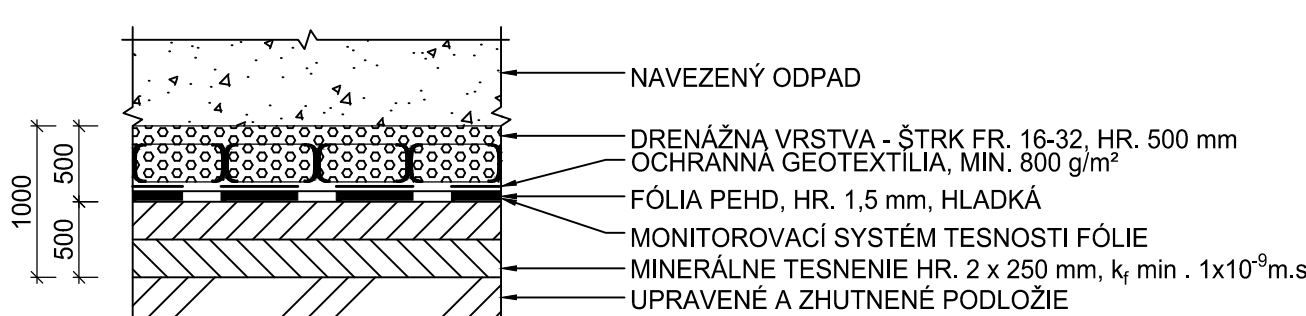 NAVEZENÝ ODPAD
DRENÁŽNA VRSTVA - ŠTRK FR. 16-32, HR. 500 mm
OCHRANNÁ GEOTEXTÍLIA, MIN. 800 g/m²
FÓLIA PEHD, HR. 1,5 mm, HLADKÁ
MONITOROVACÍ SYSTÉM TESNOSTI FÓLIE
MINERÁLNE TESNENIE HR. 2 x 250 mm, kf min . 1x10⁻⁹m.s
UPRAVENÉ A ZHUTNENÉ PODLOŽIE
1000
500
500